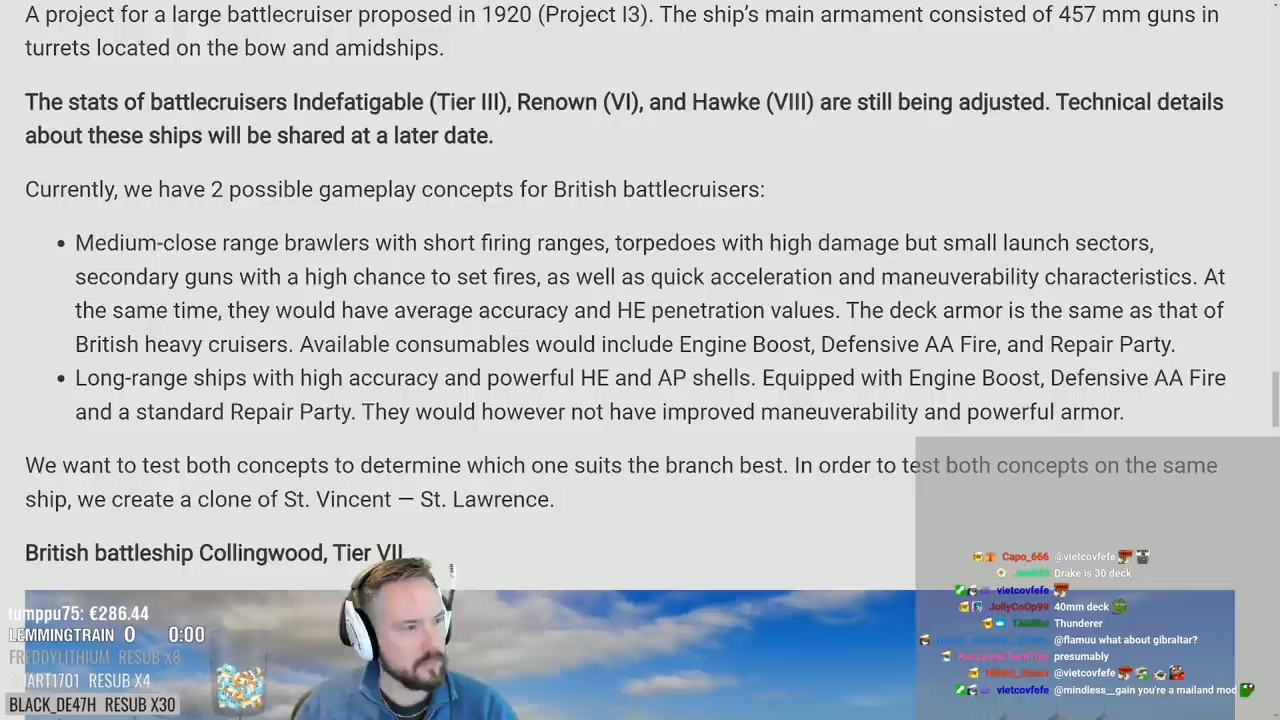 A project for a large battlecruiser proposed in 1920 (Project I3). The ship’s main armament consisted of 457 mm guns in
turrets located on the bow and amidships.
The stats of battlecruisers Indefatigable (Tier III), Renown (VI), and Hawke (VIII) are still being adjusted. Technical details
about these ships will be shared at a later date.
Currently, we have 2 possible gameplay concepts for British battlecruisers:
• Medium-close range brawlers with short firing ranges, torpedoes with high damage but small launch sectors,
secondary guns with a high chance to set fires, as well as quick acceleration and maneuverability characteristics. At
the same time, they would have average accuracy and HE penetration values. The deck armor is the same as that of
British heavy cruisers. Available consumables would include Engine Boost, Defensive AA Fire, and Repair Party.
• Long-range ships with high accuracy and powerful HE and AP shells. Equipped with Engine Boost, Defensive AA Fire
and a standard Repair Party. They would however not have improved maneuverability and powerful armor.
We want to test both concepts to determine which one suits the branch best. In order to test both concepts on the same
ship, we create a clone of St. Vincent — St. Lawrence.
British battleship Collingwood, Tier VII
Capo_666 @vietcovfefe
Drake is 30 deck
vietcovfefe
JollyCoOp99 40mm deck
Thunderer
@flamuu what about gibraltar?
presumably
@vietcovfefe
vietcovfefe @mindless__gain you're a mailand mod
tumppu75: €286.44
LEMMINGTRAIN 0 0:00
FREDDYLITHIUM RESUB X8
ART1701 RESUB X4
BLACK_DE47H RESUB X30